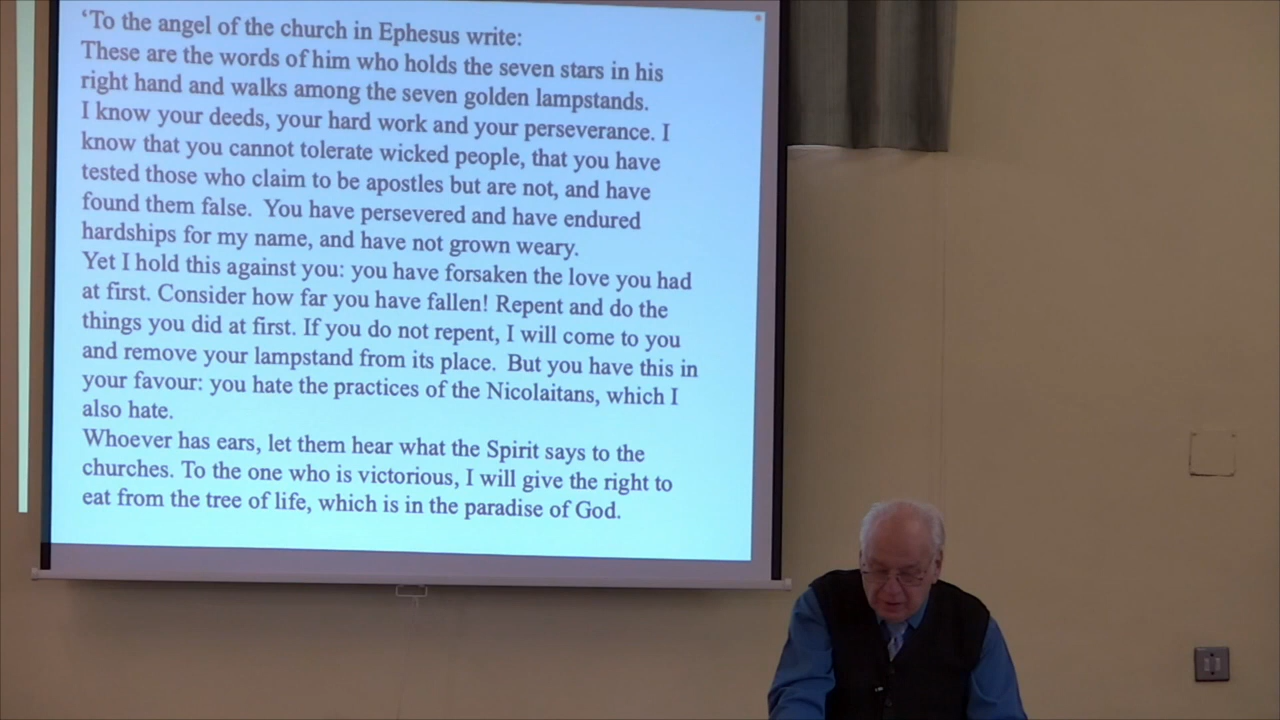 ‘To the angel of the church in Ephesus write:
These are the words of him who holds the seven stars in his
right hand and walks among the seven golden lampstands.
I know your deeds, your hard work and your perseverance. I
know that you cannot tolerate wicked people, that you have
tested those who claim to be apostles but are not, and have
found them false. You have persevered and have endured
hardships for my name, and have not grown weary.
Yet I hold this against you: you have forsaken the love you had
at first. Consider how far you have fallen! Repent and do the
things you did at first. If you do not repent, I will come to you
and remove your lampstand from its place. But you have this in
your favour: you hate the practices of the Nicolaitans, which I
also hate.
Whoever has ears, let them hear what the Spirit says to the
churches. To the one who is victorious, I will give the right to
eat from the tree of life, which is in the paradise of God.